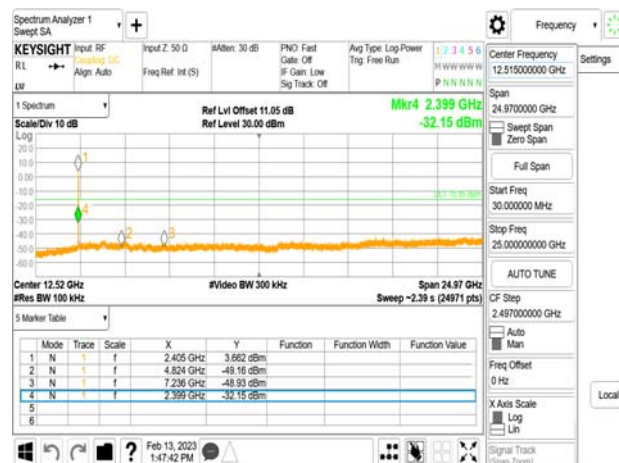 Spectrum Analyzer 1
Swept SA
+
Frequency
KEYSIGHT
Input: RF
Coupling: DC
Align: Auto
Input Z: 50 Ω
Freq Ref: Int (S)
#Atten: 30 dB
PNO: Fast
Gate: Off
IF Gain: Low
Sig Track: Off
Avg Type: Log-Power
Trig: Free Run
1 2 3 4 5 6
M W W W W W
P N N N N N
RL
1 Spectrum
Scale/Div 10 dB
Ref Lvl Offset 11.05 dB
Ref Level 30.00 dBm
Mkr4 2.399 GHz
-32.15 dBm
Log
20.0
10.0
0.00
-10.0
-20.0
-30.0
-40.0
-50.0
-60.0
1
4
2
3
Center 12.52 GHz
#Res BW 100 kHz
#Video BW 300 kHz
Span 24.97 GHz
Sweep ~2.39 s (24971 pts)
5 Marker Table
Mode Trace Scale X Y Function Function Width Function Value
1 N 1 f 2.405 GHz 3.662 dBm
2 N 1 f 4.824 GHz -49.16 dBm
3 N 1 f 7.236 GHz -48.93 dBm
4 N 1 f 2.399 GHz -32.15 dBm
5
6
Feb 13, 2023
1:47:42 PM
?
Center Frequency
12.515000000 GHz
Settings
Span
24.9700000 GHz
Swept Span
Zero Span
Full Span
Start Freq
30.000000 MHz
Stop Freq
25.000000000 GHz
AUTO TUNE
CF Step
2.497000000 GHz
Auto
Man
Freq Offset
0 Hz
Local
X Axis Scale
Log
Lin
Signal Track
(Span Zoom)